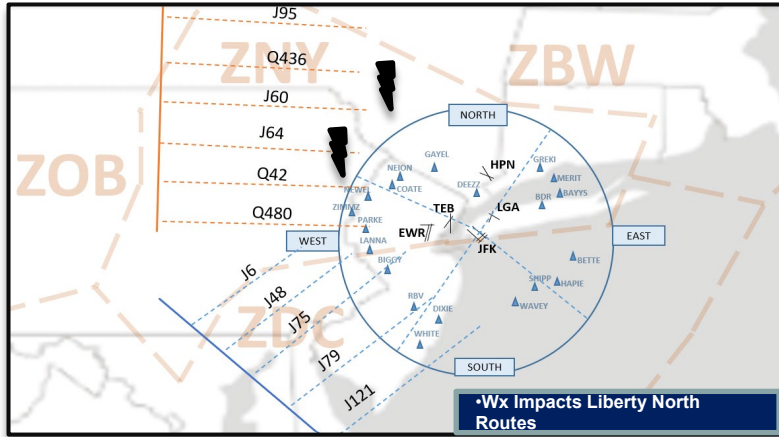 J95
ZNY
Q436
ZBW
J60
NORTH
J64
GAYEL
HPN
GREKI
NEION
MERIT
ZOB
Q42
COATE
DEEZZ
BAYYS
NEWEL
BDR
ZIMMZ
TEB
LGA
Q480
PARKE
EWR
WEST
EAST
LANNA
JFK
J6
BIGGY
BETTE
J48
SHIPP
HAPIE
J75
ZDC
RBV
DIXIE
WAVEY
J79
WHITE
J121
SOUTH
•Wx Impacts Liberty North
Routes